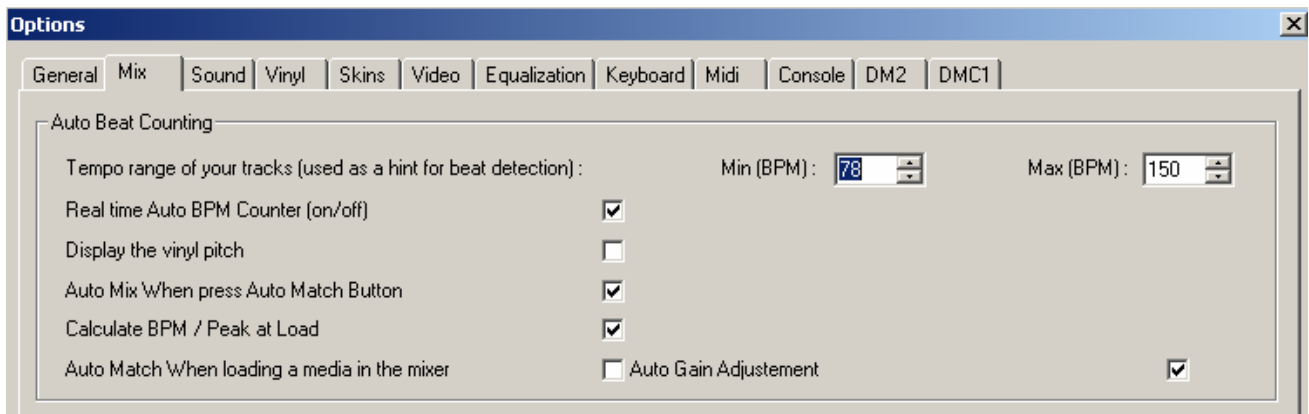 Options
General Mix Sound Vinyl Skins Video Equalization Keyboard Midi Console DM2 DMC1
Auto Beat Counting
Tempo range of your tracks (used as a hint for beat detection) : Min (BPM) : 78 Max (BPM) : 150
Real time Auto BPM Counter (on/off)
Display the vinyl pitch
Auto Mix When press Auto Match Button
Calculate BPM / Peak at Load
Auto Match When loading a media in the mixer Auto Gain Adjustement